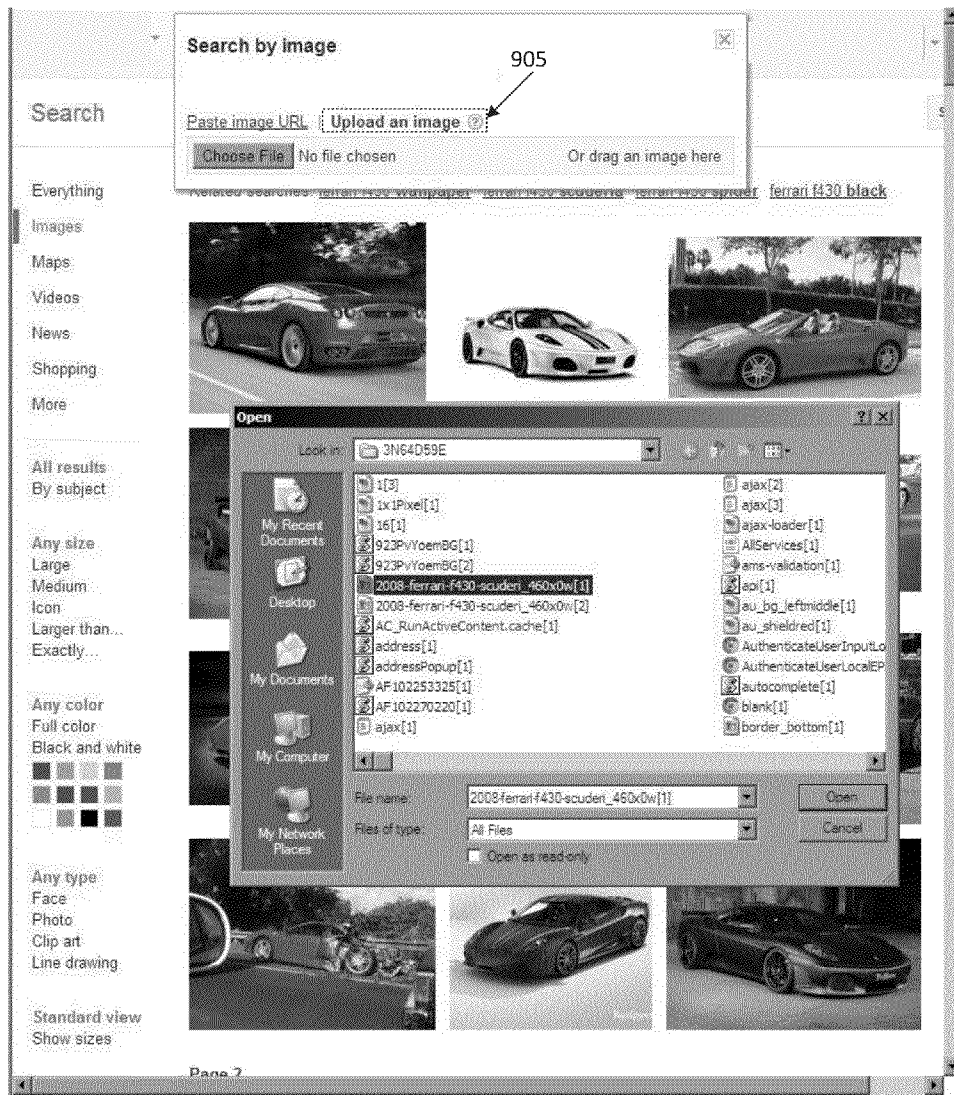 Search by image
905
Paste image URL | Upload an image ?
Choose File No file chosen Or drag an image here
Search
Related searches: ferrari f430 wallpaper ferrari f430 scuderia ferrari f430 spider ferrari f430 black
Everything
Images
Maps
Videos
News
Shopping
More
All results
By subject
Any size
Large
Medium
Icon
Larger than...
Exactly...
Any color
Full color
Black and white
Any type
Face
Photo
Clip art
Line drawing
Standard view
Show sizes
Open
Look in: 3N64D59E
My Recent
Documents
Desktop
My Documents
My Computer
My Network
Places
1[3]
1x1Pixel[1]
16[1]
923PvYoemBG[1]
923PvYoemBG[2]
2008-ferrari-f430-scuderi_460x0w[1]
2008-ferrari-f430-scuderi_460x0w[2]
AC_RunActiveContent.cache[1]
address[1]
addressPopup[1]
AF102253325[1]
AF102270220[1]
ajax[1]
ajax[2]
ajax[3]
ajax-loader[1]
AllServices[1]
ams-validation[1]
api[1]
au_bg_leftmiddle[1]
au_shieldred[1]
AuthenticateUserInputLo
AuthenticateUserLocalEP
autocomplete[1]
blank[1]
border_bottom[1]
File name: 2008-ferrari-f430-scuderi_460x0w[1] Open
Files of type: All Files Cancel
Open as read-only
Page 2